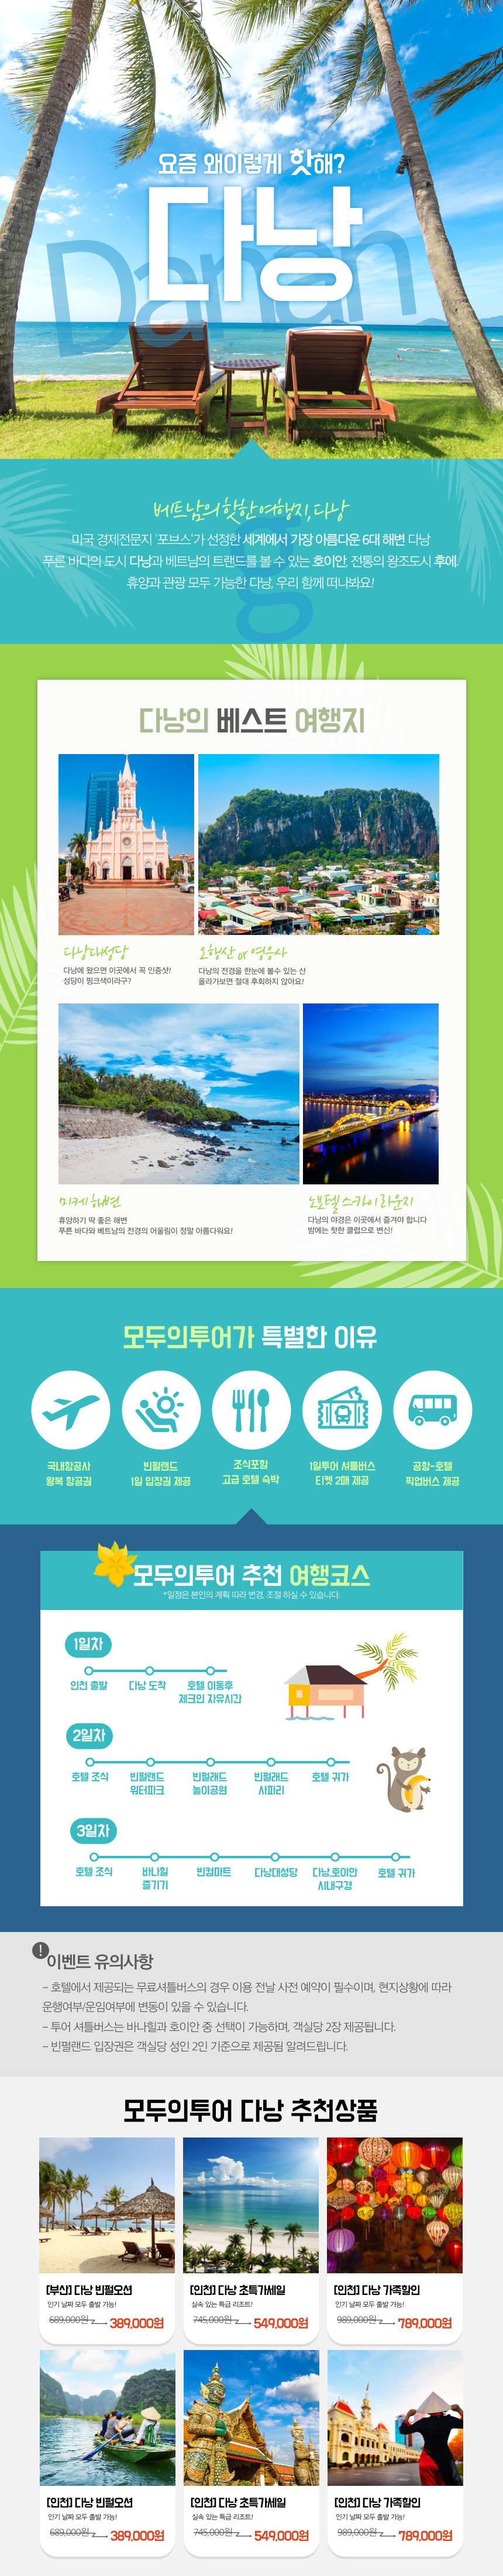 요즘 왜이렇게 핫해?
다낭
Danang
베트남의 핫한 여행지, 다낭
미국 경제전문지 '포브스'가 선정한 세계에서 가장 아름다운 6대 해변 다낭
푸른 바다의 도시 다낭과 베트남의 트랜드를 볼 수 있는 호이안, 전통의 왕조도시 후에.
휴양과 관광 모두 가능한 다낭, 우리 함께 떠나봐요!
다낭의 베스트 여행지
다낭대성당
다낭에 왔으면 이곳에서 꼭 인증샷!
성당이 핑크색이라구?
오행산 or 영응사
다낭의 전경을 한눈에 볼수 있는 산
올라가보면 절대 후회하지 않아요!
미케 해변
휴양하기 딱 좋은 해변
푸른 바다와 베트남의 전경의 어울림이 정말 아름다워요!
노보텔 스카이 라운지
다낭의 야경은 이곳에서 즐겨야 합니다
밤에는 핫한 클럽으로 변신!
모두의투어가 특별한 이유
국내항공사
왕복 항공권
빈펄랜드
1일 입장권 제공
조식포함
고급 호텔 숙박
1일투어 셔틀버스
티켓 2매 제공
공항-호텔
픽업버스 제공
모두의투어 추천 여행코스
*일정은 본인의 계획 따라 변경, 조절 하실 수 있습니다.
1일차
인천 출발
다낭 도착
호텔 이동후
체크인 자유시간
2일차
호텔 조식
빈펄랜드
워터파크
빈펄래드
놀이공원
빈펄래드
사파리
호텔 귀가
3일차
호텔 조식
바나힐
즐기기
빈컴마트
다낭대성당
다낭,호이안
시내구경
호텔 귀가
! 이벤트 유의사항
- 호텔에서 제공되는 무료셔틀버스의 경우 이용 전날 사전 예약이 필수이며, 현지상황에 따라
운행여부/운임여부에 변동이 있을 수 있습니다.
- 투어 셔틀버스는 바나힐과 호이안 중 선택이 가능하며, 객실당 2장 제공됩니다.
- 빈펄랜드 입장권은 객실당 성인 2인 기준으로 제공됨 알려드립니다.
모두의투어 다낭 추천상품
[부산] 다낭 빈펄오션
인기 날짜 모두 출발 가능!
689,000원 389,000원
[인천] 다낭 초특가세일
실속 있는 특급 리조트!
745,000원 549,000원
[인천] 다낭 가족할인
인기 날짜 모두 출발 가능!
989,000원 789,000원
[인천] 다낭 빈펄오션
인기 날짜 모두 출발 가능!
689,000원 389,000원
[인천] 다낭 초특가세일
실속 있는 특급 리조트!
745,000원 549,000원
[인천] 다낭 가족할인
인기 날짜 모두 출발 가능!
989,000원 789,000원